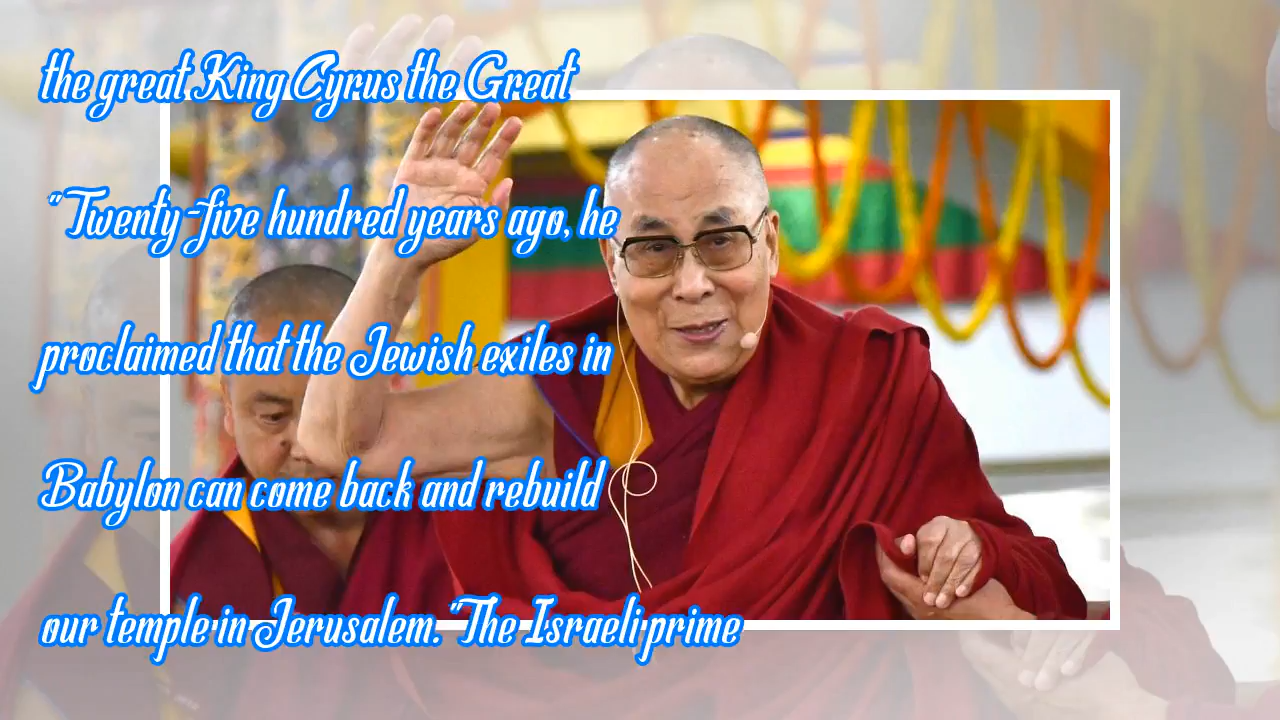 the great King Cyrus the Great
"Twenty-five hundred years ago, he
proclaimed that the Jewish exiles in
Babylon can come back and rebuild
our temple in Jerusalem. "The Israeli prime